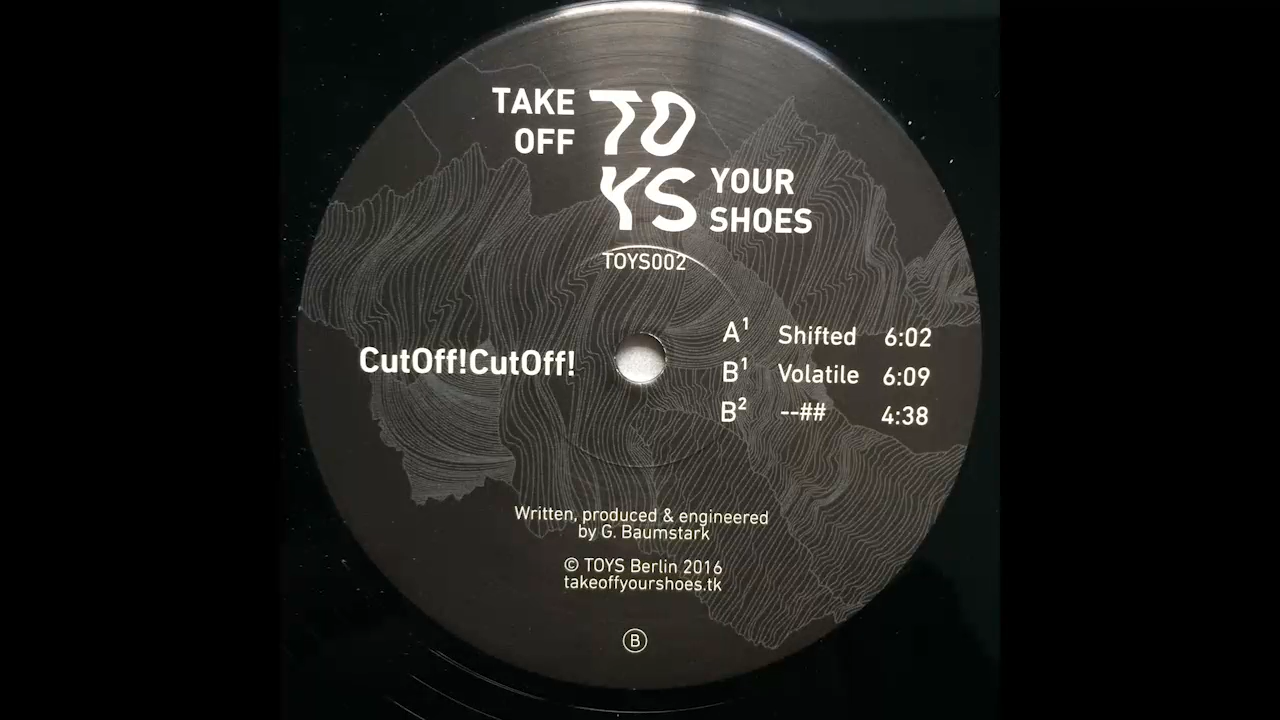 TAKE
OFF
TO
YS
YOUR
SHOES
TOYS002
CutOff!CutOff!
A¹ Shifted 6:02
B¹ Volatile 6:09
B² --## 4:38
Written, produced & engineered
by G. Baumstark
© TOYS Berlin 2016
takeoffyourshoes.tk
B